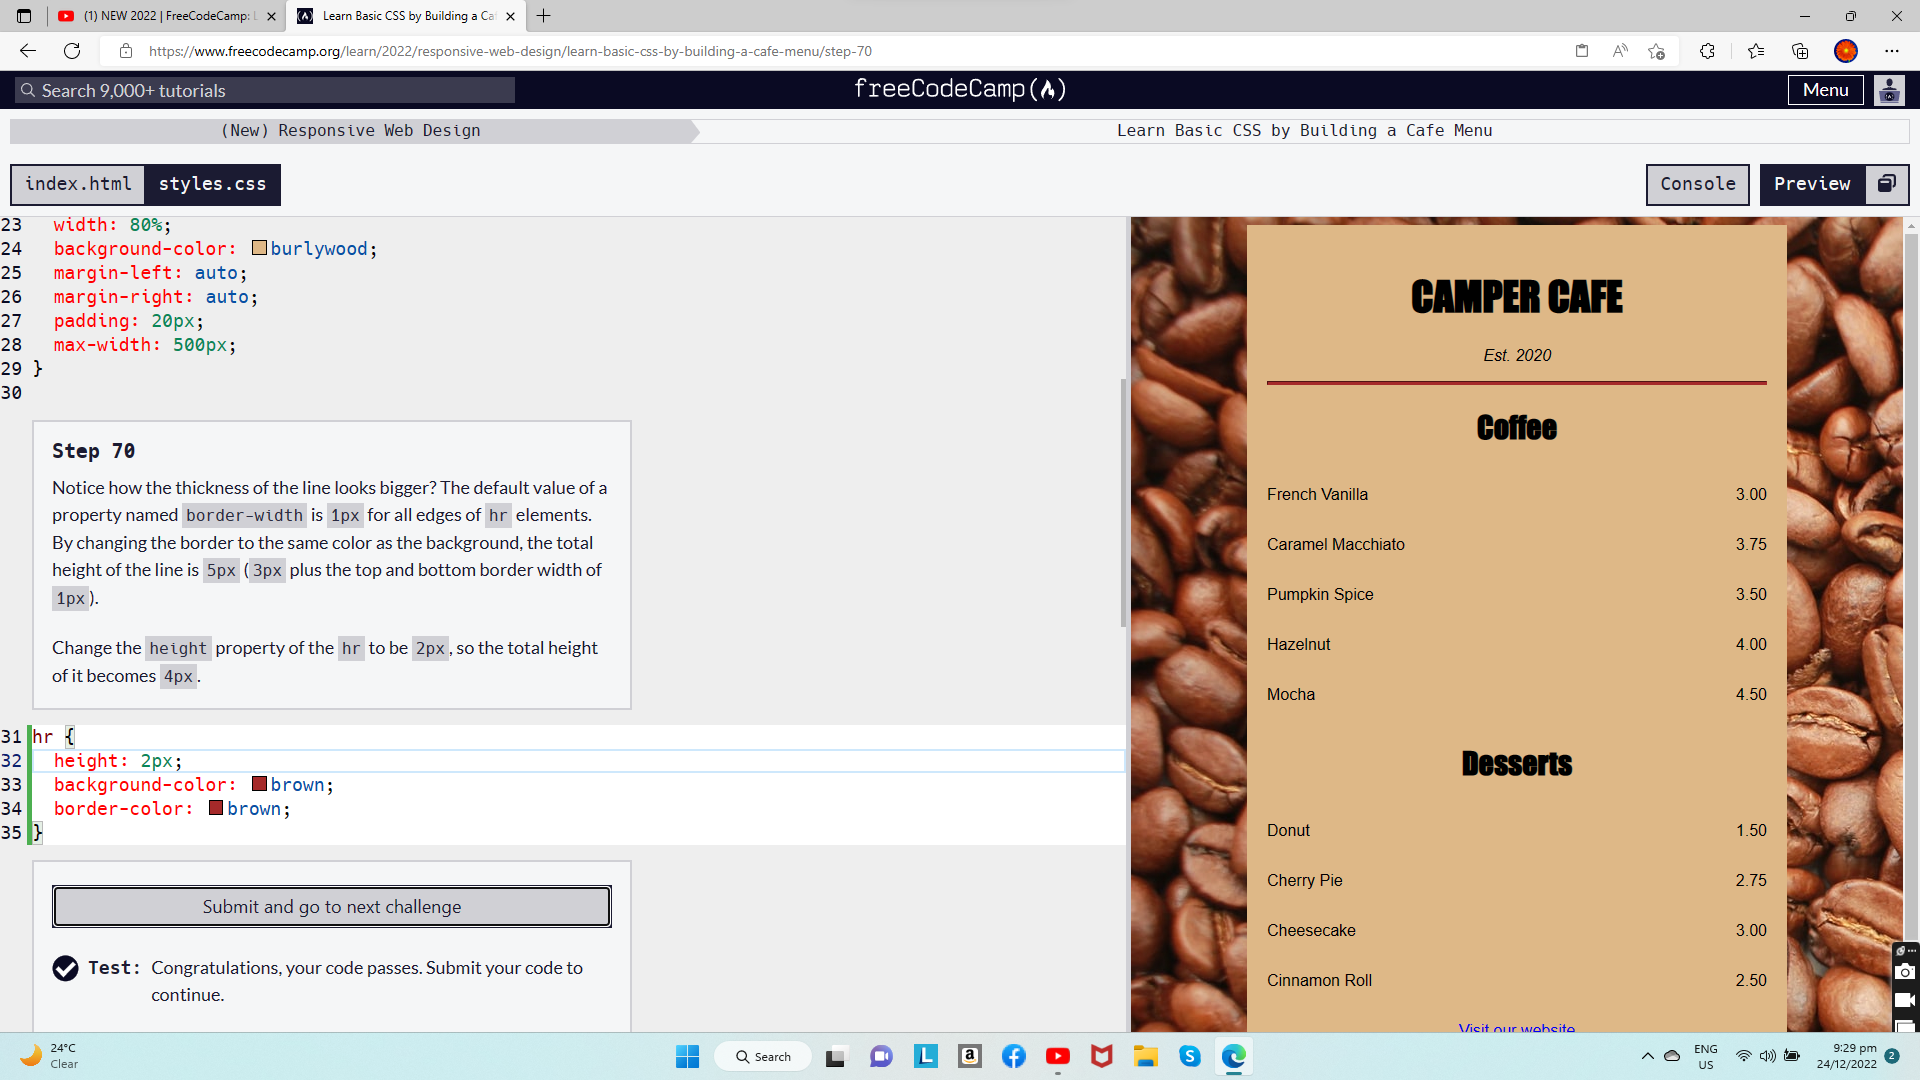 (1) NEW 2022 | FreeCodeCamp: L
Learn Basic CSS by Building a Caf
https://www.freecodecamp.org/learn/2022/responsive-web-design/learn-basic-css-by-building-a-cafe-menu/step-70
Search 9,000+ tutorials
freeCodeCamp
Menu
(New) Responsive Web Design
Learn Basic CSS by Building a Cafe Menu
index.html
styles.css
Console
Preview
23 width: 80%;
24 background-color: burlywood;
25 margin-left: auto;
26 margin-right: auto;
27 padding: 20px;
28 max-width: 500px;
29 }
30
Step 70
Notice how the thickness of the line looks bigger? The default value of a
property named border-width is 1px for all edges of hr elements.
By changing the border to the same color as the background, the total
height of the line is 5px (3px plus the top and bottom border width of
1px).
Change the height property of the hr to be 2px, so the total height
of it becomes 4px.
31 hr {
32 height: 2px;
33 background-color: brown;
34 border-color: brown;
35 }
Submit and go to next challenge
Test: Congratulations, your code passes. Submit your code to
continue.
CAMPER CAFE
Est. 2020
Coffee
French Vanilla 3.00
Caramel Macchiato 3.75
Pumpkin Spice 3.50
Hazelnut 4.00
Mocha 4.50
Desserts
Donut 1.50
Cherry Pie 2.75
Cheesecake 3.00
Cinnamon Roll 2.50
Visit our website
24°C
Clear
Search
ENG
US
9:29 pm
24/12/2022
2